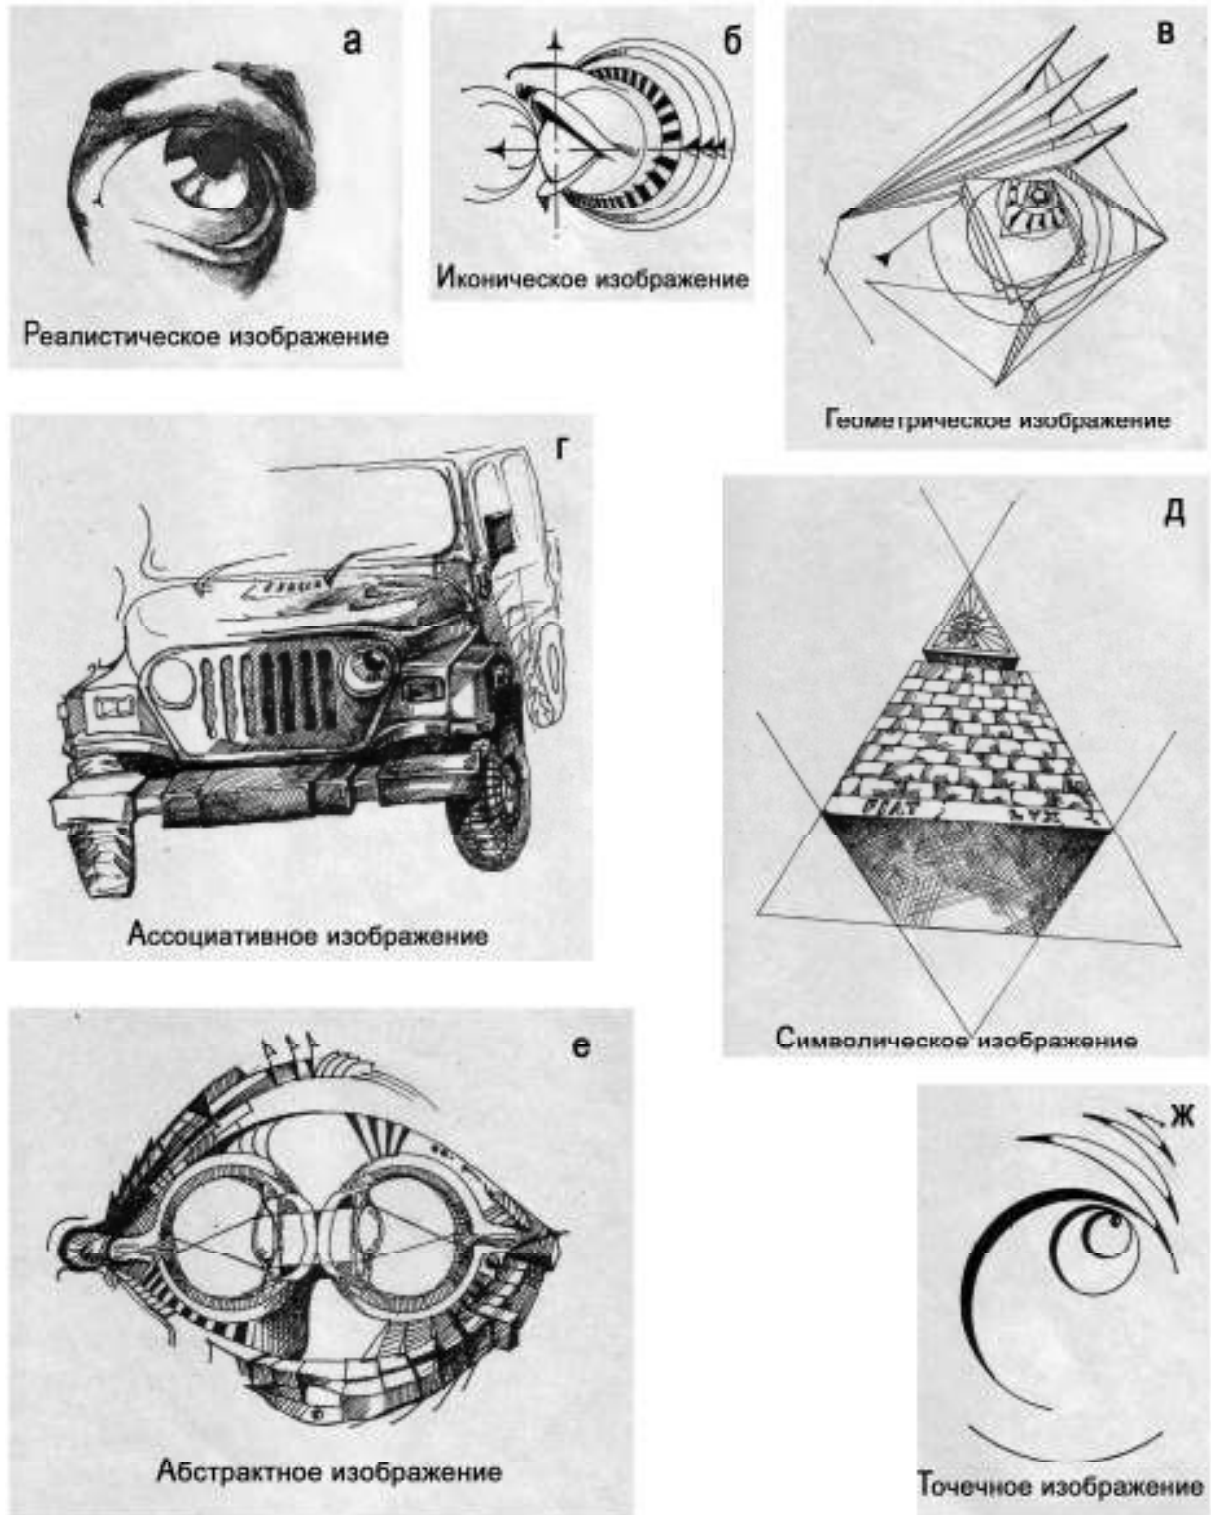 а
Реалистическое изображение
б
Иконическое изображение
в
Геометрическое изображение
г
Ассоциативное изображение
д
Символическое изображение
е
Абстрактное изображение
ж
Точечное изображение